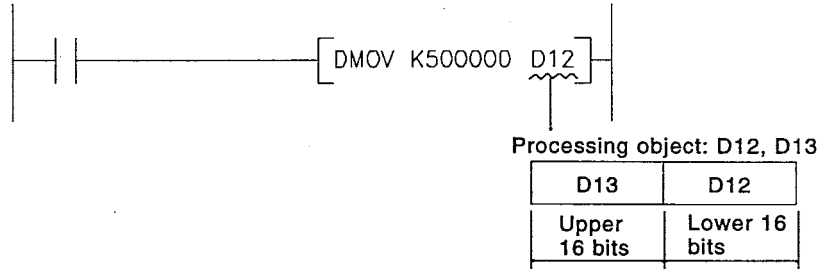 DMOV K500000 D12
Processing object: D12, D13
D13 D12
Upper 16 bits
Lower 16 bits